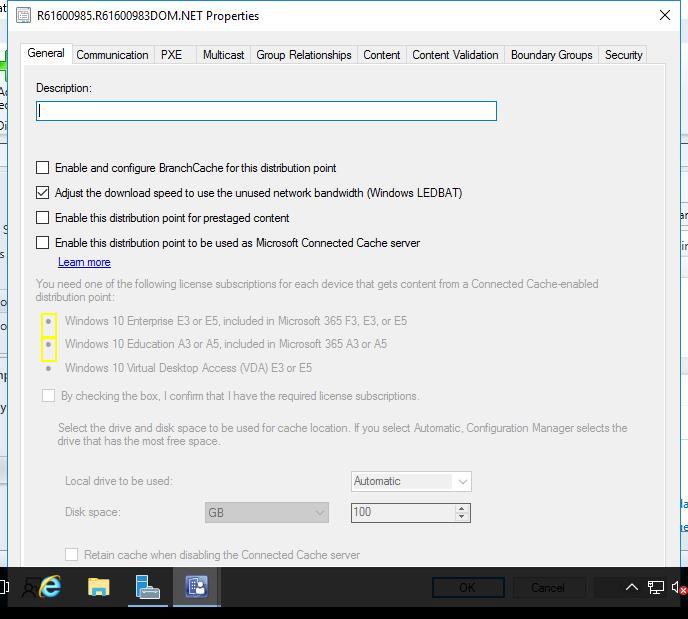 R61600985.R61600983DOM.NET Properties
General Communication PXE Multicast Group Relationships Content Content Validation Boundary Groups Security
Description:
Enable and configure BranchCache for this distribution point
Adjust the download speed to use the unused network bandwidth (Windows LEDBAT)
Enable this distribution point for prestaged content
Enable this distribution point to be used as Microsoft Connected Cache server
Learn more
You need one of the following license subscriptions for each device that gets content from a Connected Cache-enabled
distribution point:
Windows 10 Enterprise E3 or E5, included in Microsoft 365 F3, E3, or E5
Windows 10 Education A3 or A5, included in Microsoft 365 A3 or A5
Windows 10 Virtual Desktop Access (VDA) E3 or E5
By checking the box, I confirm that I have the required license subscriptions.
Select the drive and disk space to be used for cache location. If you select Automatic, Configuration Manager selects the
drive that has the most free space.
Local drive to be used: Automatic
Disk space: GB 100
Retain cache when disabling the Connected Cache server
OK Cancel